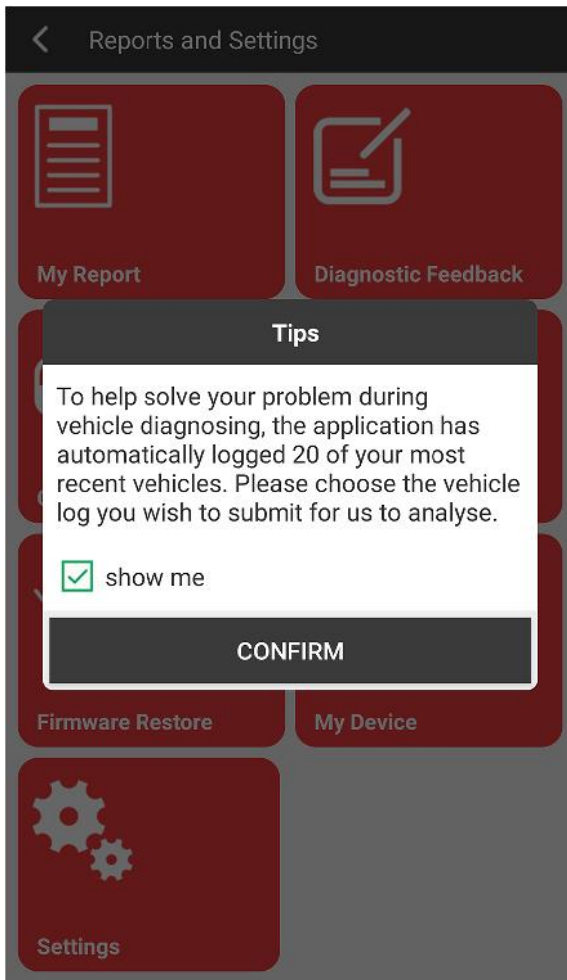 Reports and Settings
My Report
Diagnostic Feedback
Tips
To help solve your problem during
vehicle diagnosing, the application has
automatically logged 20 of your most
recent vehicles. Please choose the vehicle
log you wish to submit for us to analyse.
show me
CONFIRM
Firmware Restore
My Device
Settings